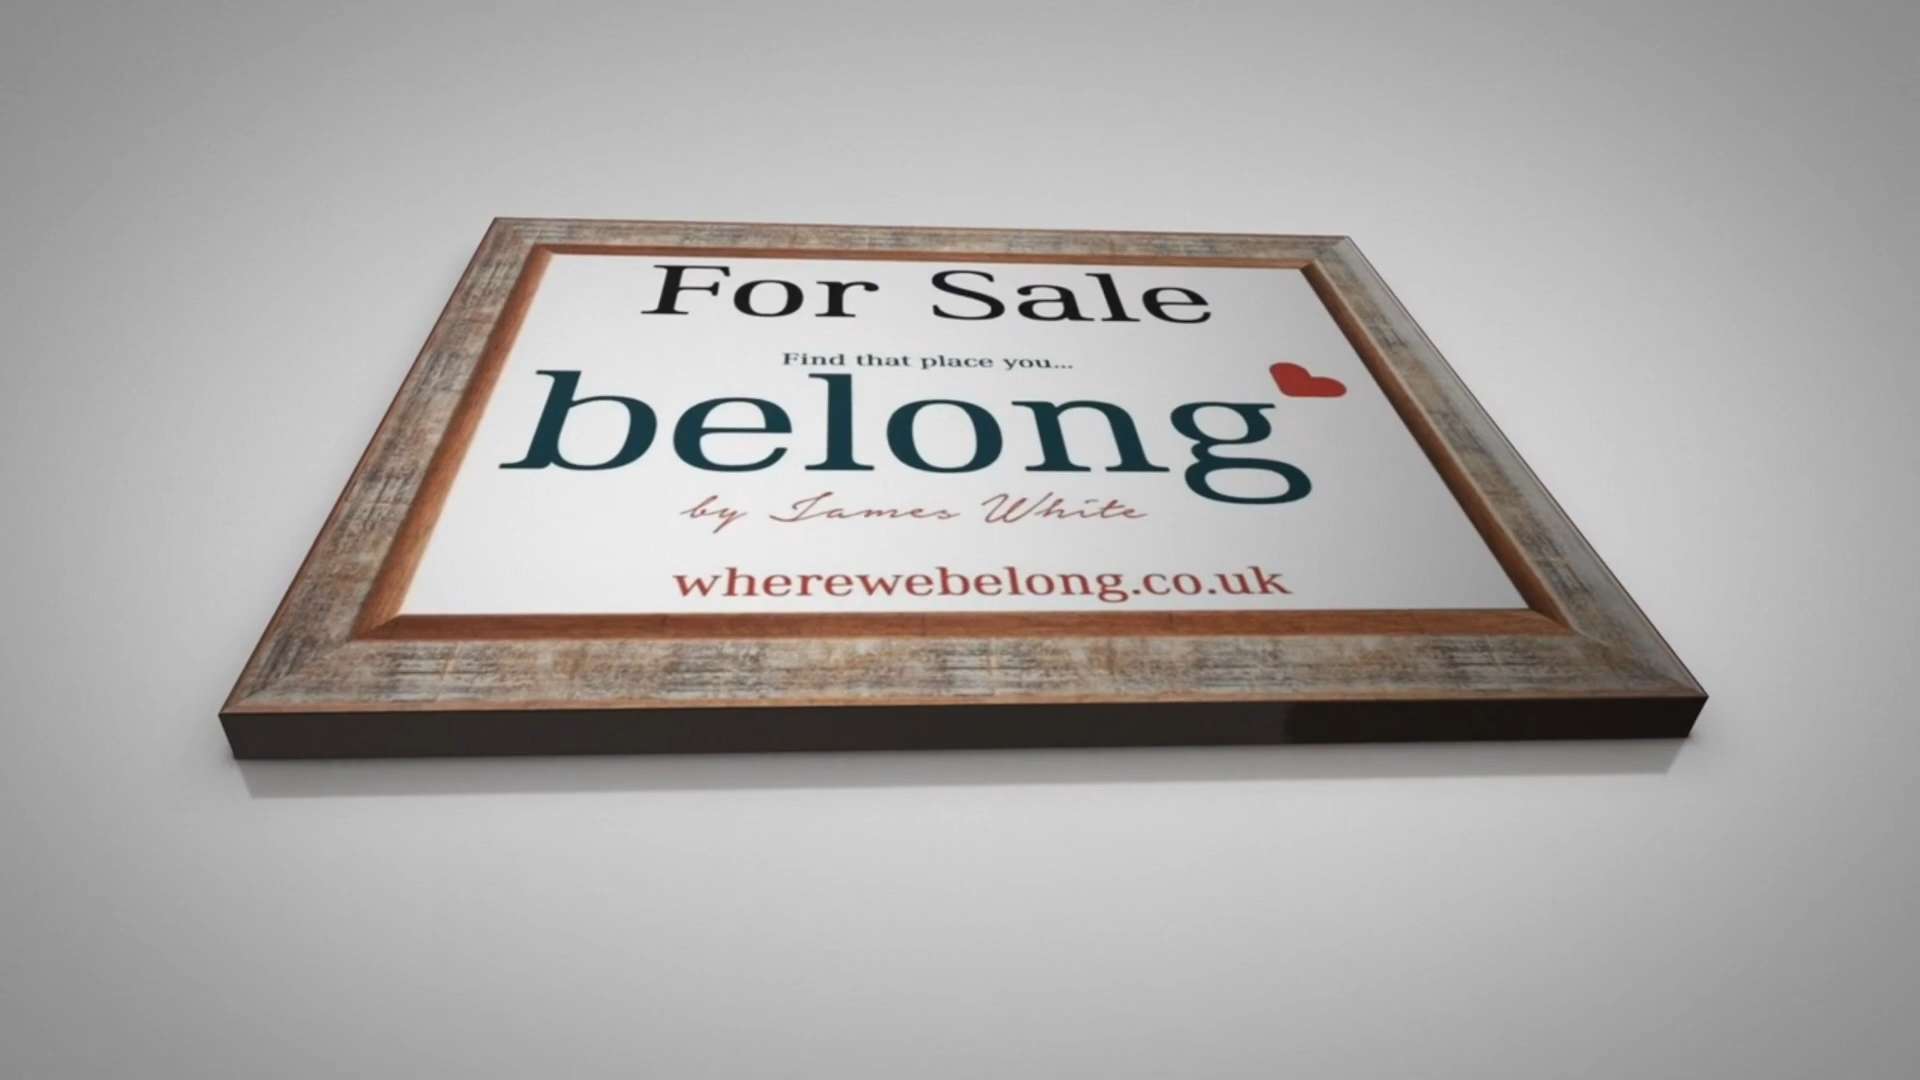 For Sale
Find that place you...
belong
by James White
wherewebelong.co.uk